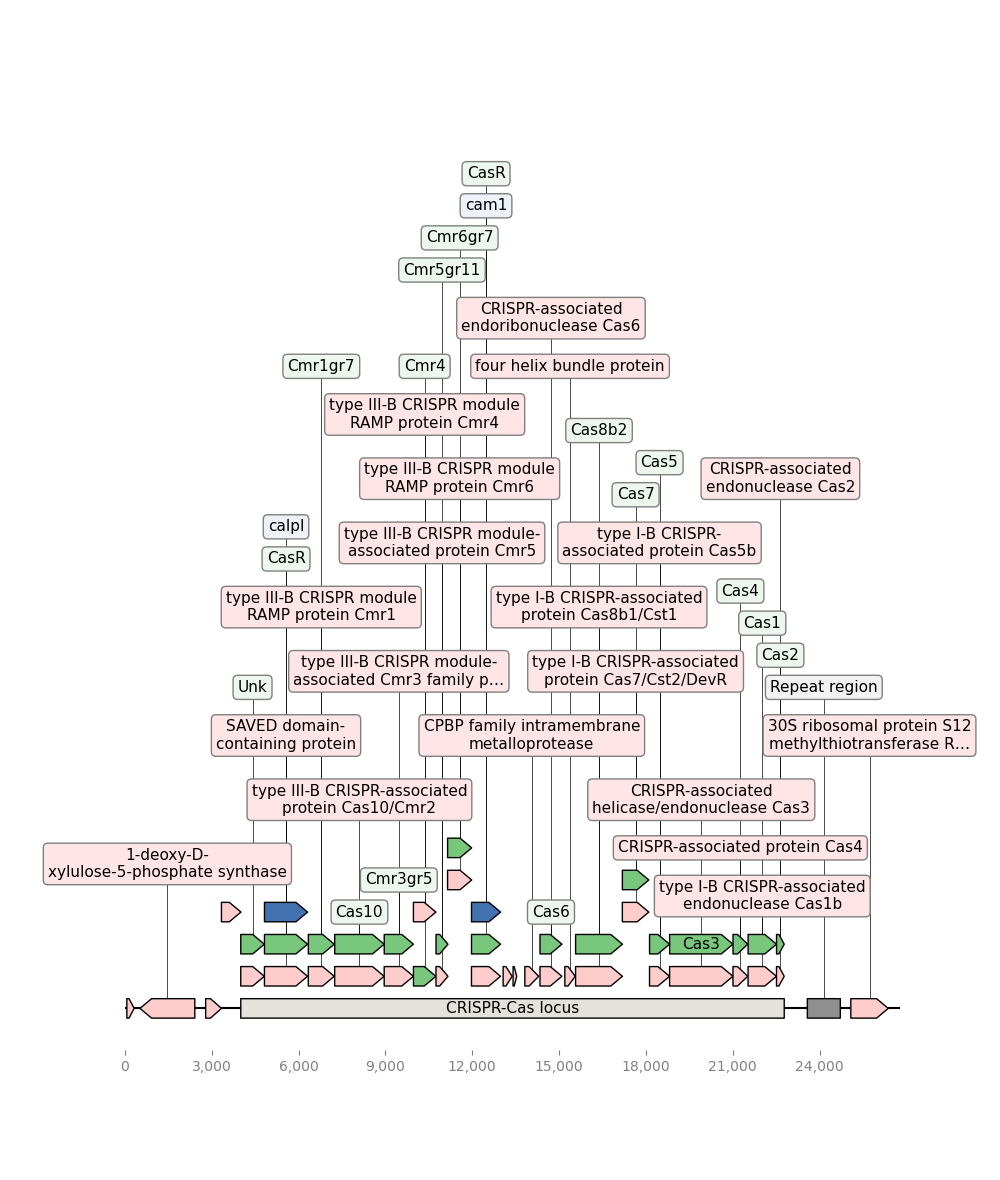 CasR
cam1
Cmr6gr7
Cmr5gr11
CRISPR-associated
endoribonuclease Cas6
Cmr1gr7
Cmr4
four helix bundle protein
type III-B CRISPR module
RAMP protein Cmr4
Cas8b2
Cas5
type III-B CRISPR module
RAMP protein Cmr6
CRISPR-associated
endonuclease Cas2
Cas7
calpl
type III-B CRISPR module-
associated protein Cmr5
type I-B CRISPR-
associated protein Cas5b
CasR
type III-B CRISPR module
RAMP protein Cmr1
type I-B CRISPR-associated
protein Cas8b1/Cst1
Cas4
Cas1
Cas2
type III-B CRISPR module-
associated Cmr3 family p…
type I-B CRISPR-associated
protein Cas7/Cst2/DevR
Unk
Repeat region
SAVED domain-
containing protein
CPBP family intramembrane
metalloprotease
30S ribosomal protein S12
methylthiotransferase R…
type III-B CRISPR-associated
protein Cas10/Cmr2
CRISPR-associated
helicase/endonuclease Cas3
CRISPR-associated protein Cas4
1-deoxy-D-
xylulose-5-phosphate synthase
Cmr3gr5
type I-B CRISPR-associated
endonuclease Cas1b
Cas10
Cas6
Cas3
CRISPR-Cas locus
0 3,000 6,000 9,000 12,000 15,000 18,000 21,000 24,000